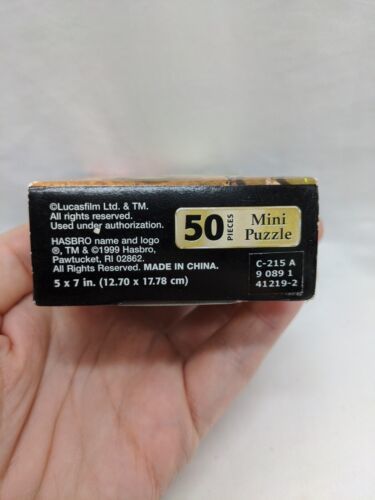 ©Lucasfilm Ltd. & TM.
All rights reserved.
Used under authorization.
HASBRO name and logo
®, TM & ©1999 Hasbro,
Pawtucket, RI 02862.
All Rights Reserved. MADE IN CHINA.
5 x 7 in. (12.70 x 17.78 cm)
50 PIECES
Mini
Puzzle
C-215 A
9 089 1
41219-2